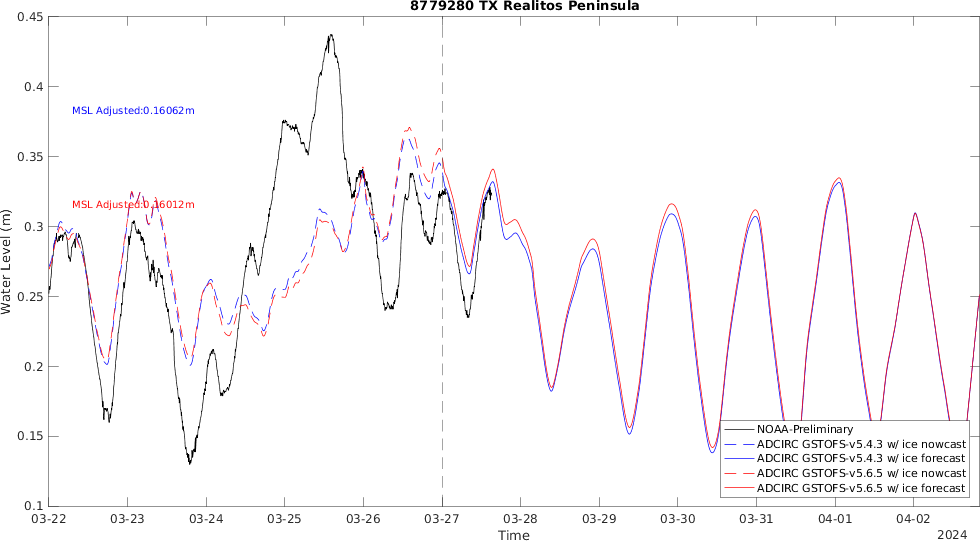 8779280 TX Realitos Peninsula
0.45
0.4
0.35
0.3
0.25
0.2
0.15
0.1
Water Level (m)
MSL Adjusted:0.16062m
MSL Adjusted:0.16012m
NOAA-Preliminary
ADCIRC GSTOFS-v5.4.3 w/ ice nowcast
ADCIRC GSTOFS-v5.4.3 w/ ice forecast
ADCIRC GSTOFS-v5.6.5 w/ ice nowcast
ADCIRC GSTOFS-v5.6.5 w/ ice forecast
03-22 03-23 03-24 03-25 03-26 03-27 03-28 03-29 03-30 03-31 04-01 04-02
Time
2024